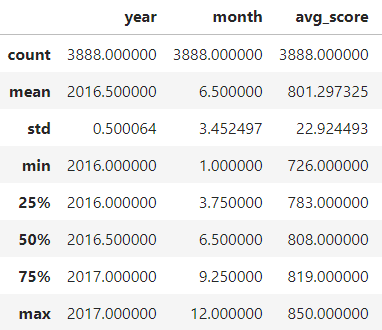 year month avg_score
count 3888.000000 3888.000000 3888.000000
mean 2016.500000 6.500000 801.297325
std 0.500064 3.452497 22.924493
min 2016.000000 1.000000 726.000000
25% 2016.000000 3.750000 783.000000
50% 2016.500000 6.500000 808.000000
75% 2017.000000 9.250000 819.000000
max 2017.000000 12.000000 850.000000